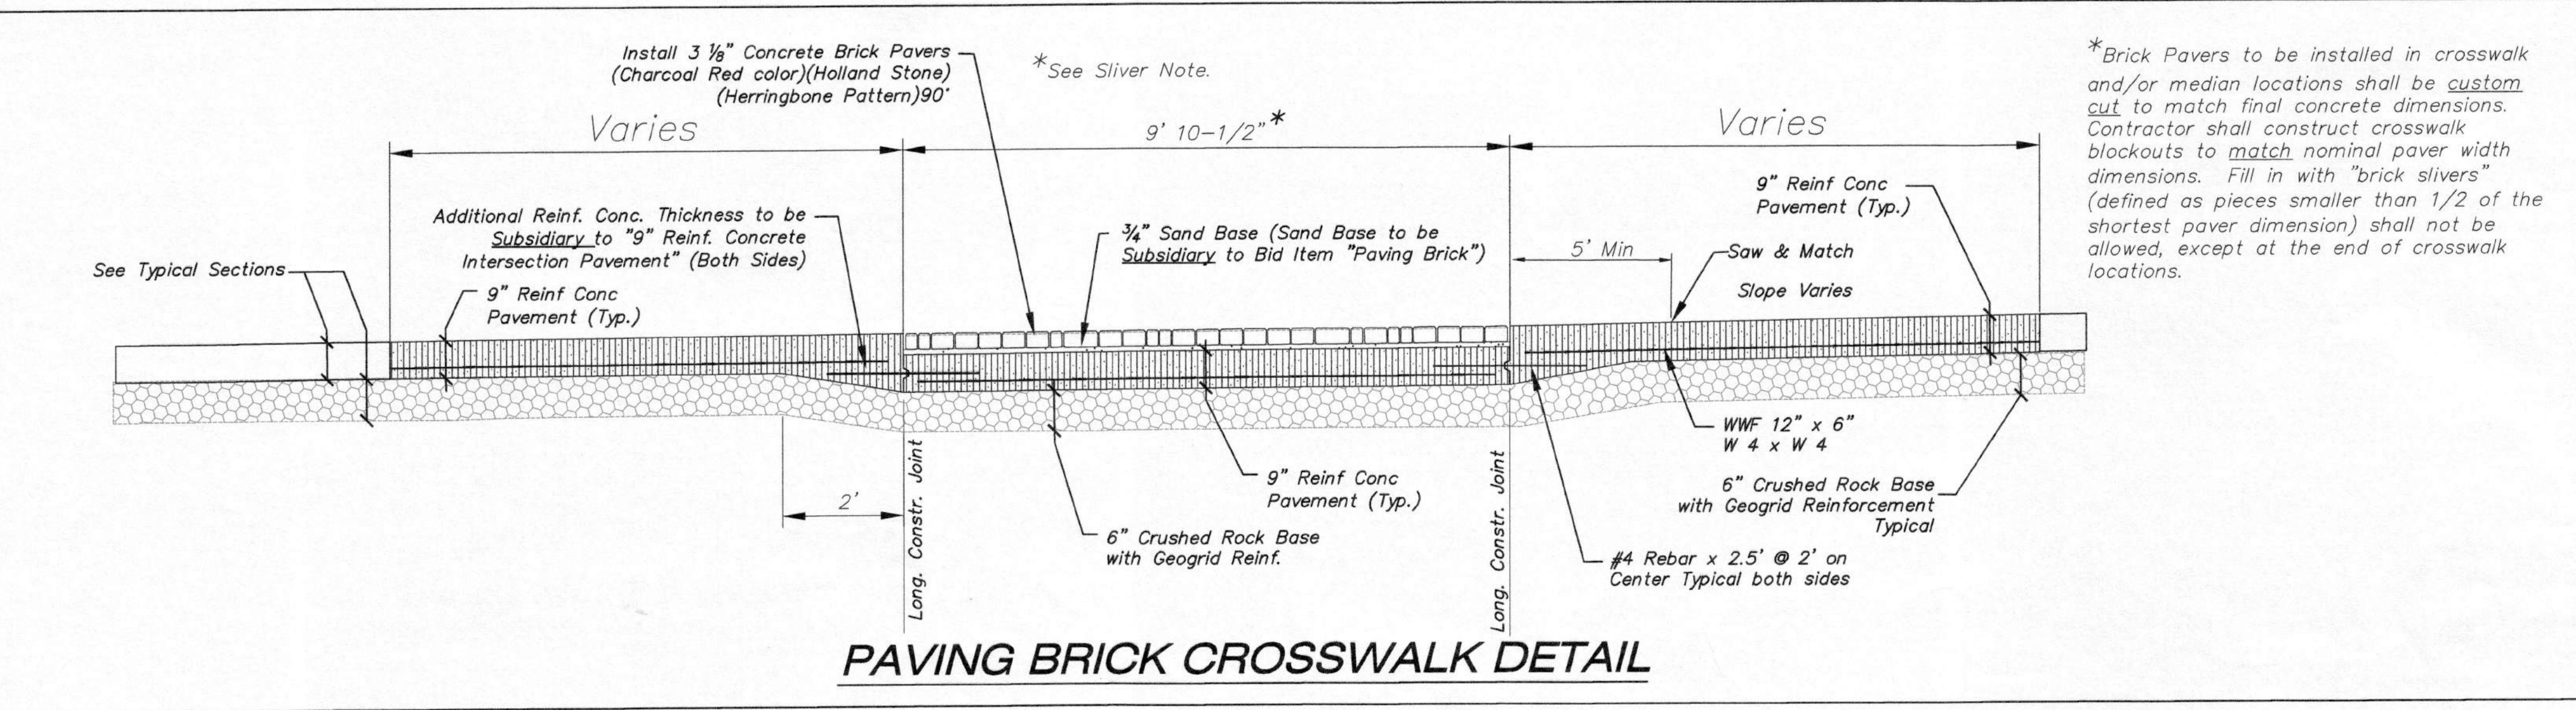 Install 3 ⅛" Concrete Brick Pavers
(Charcoal Red color)(Holland Stone)
(Herringbone Pattern)90°
*See Sliver Note.
*Brick Pavers to be installed in crosswalk
and/or median locations shall be custom
cut to match final concrete dimensions.
Contractor shall construct crosswalk
blockouts to match nominal paver width
dimensions. Fill in with "brick slivers"
(defined as pieces smaller than 1/2 of the
shortest paver dimension) shall not be
allowed, except at the end of crosswalk
locations.
Varies
9' 10-1/2"*
Varies
9" Reinf Conc
Pavement (Typ.)
Additional Reinf. Conc. Thickness to be
Subsidiary to "9" Reinf. Concrete
Intersection Pavement" (Both Sides)
¾" Sand Base (Sand Base to be
Subsidiary to Bid Item "Paving Brick")
5' Min
Saw & Match
Slope Varies
See Typical Sections
9" Reinf Conc
Pavement (Typ.)
WWF 12" x 6"
W 4 x W 4
2'
Long. Constr. Joint
9" Reinf Conc
Pavement (Typ.)
Long. Constr. Joint
6" Crushed Rock Base
with Geogrid Reinforcement
Typical
6" Crushed Rock Base
with Geogrid Reinf.
#4 Rebar x 2.5' @ 2' on
Center Typical both sides
PAVING BRICK CROSSWALK DETAIL